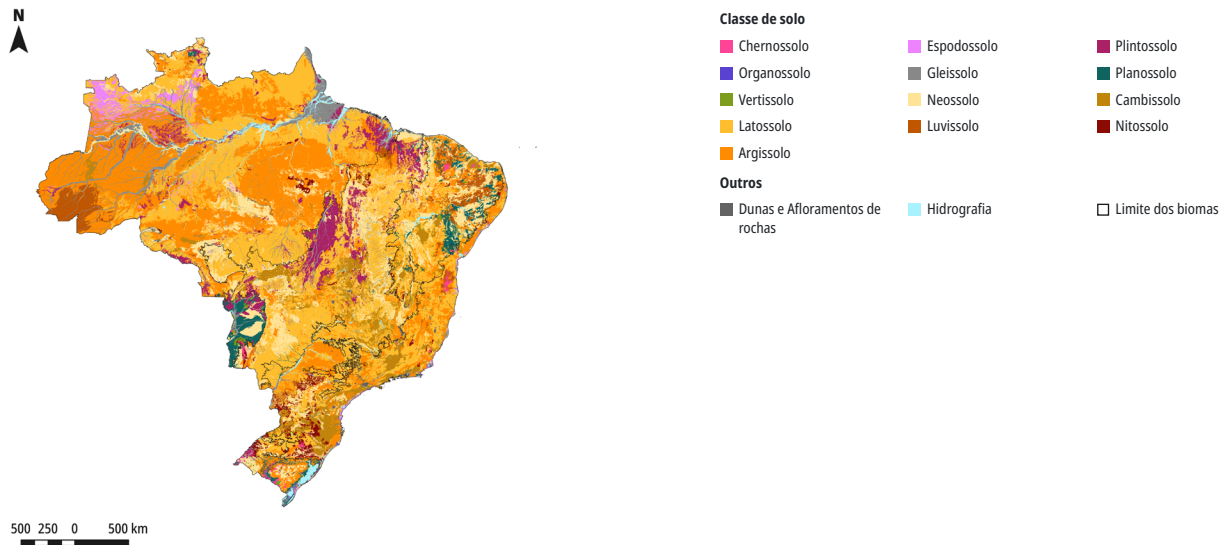 N
500 250 0 500 km
Classe de solo
Chernossolo
Organossolo
Vertissolo
Latossolo
Argissolo
Espodossolo
Gleissolo
Neossolo
Luvissolo
Plintossolo
Planossolo
Cambissolo
Nitossolo
Outros
Dunas e Afloramentos de
rochas
Hidrografia
Limite dos biomas